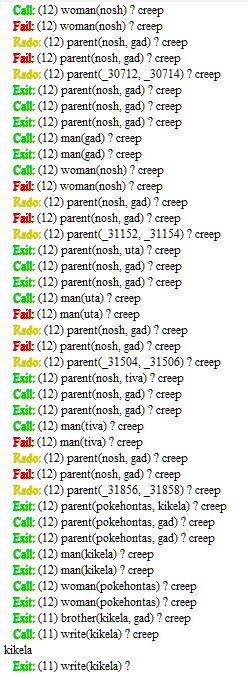 Call: (12) woman(nosh) ? creep
Fail: (12) woman(nosh) ? creep
Redo: (12) parent(nosh, gad) ? creep
Fail: (12) parent(nosh, gad) ? creep
Redo: (12) parent(_30712, _30714) ? creep
Exit: (12) parent(nosh, gad) ? creep
Call: (12) parent(nosh, gad) ? creep
Exit: (12) parent(nosh, gad) ? creep
Call: (12) man(gad) ? creep
Exit: (12) man(gad) ? creep
Call: (12) woman(nosh) ? creep
Fail: (12) woman(nosh) ? creep
Redo: (12) parent(nosh, gad) ? creep
Fail: (12) parent(nosh, gad) ? creep
Redo: (12) parent(_31152, _31154) ? creep
Exit: (12) parent(nosh, uta) ? creep
Call: (12) parent(nosh, gad) ? creep
Exit: (12) parent(nosh, gad) ? creep
Call: (12) man(uta) ? creep
Fail: (12) man(uta) ? creep
Redo: (12) parent(nosh, gad) ? creep
Fail: (12) parent(nosh, gad) ? creep
Redo: (12) parent(_31504, _31506) ? creep
Exit: (12) parent(nosh, tiva) ? creep
Call: (12) parent(nosh, gad) ? creep
Exit: (12) parent(nosh, gad) ? creep
Call: (12) man(tiva) ? creep
Fail: (12) man(tiva) ? creep
Redo: (12) parent(nosh, gad) ? creep
Fail: (12) parent(nosh, gad) ? creep
Redo: (12) parent(_31856, _31858) ? creep
Exit: (12) parent(pokehontas, kikela) ? creep
Call: (12) parent(pokehontas, gad) ? creep
Exit: (12) parent(pokehontas, gad) ? creep
Call: (12) man(kikela) ? creep
Exit: (12) man(kikela) ? creep
Call: (12) woman(pokehontas) ? creep
Exit: (12) woman(pokehontas) ? creep
Exit: (11) brother(kikela, gad) ? creep
Call: (11) write(kikela) ? creep
kikela
Exit: (11) write(kikela) ?